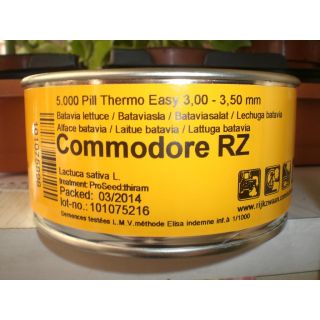 5.000 Pill Thermo Easy 3,00 - 3,50 mm
Batavia lettuce / Bataviasla / Bataviasalat / Lechuga batavia
Alface batavia / Laitue batavia / Lattuga batavia
Commodore RZ
Lactuca sativa L.
treatment: ProSeed:thiram
Packed: 03/2014
lot-no.: 101075216
Semences testées L.M.V. méthode Elisa indemne inf. à 1/1000
www.rijkzwaan.com